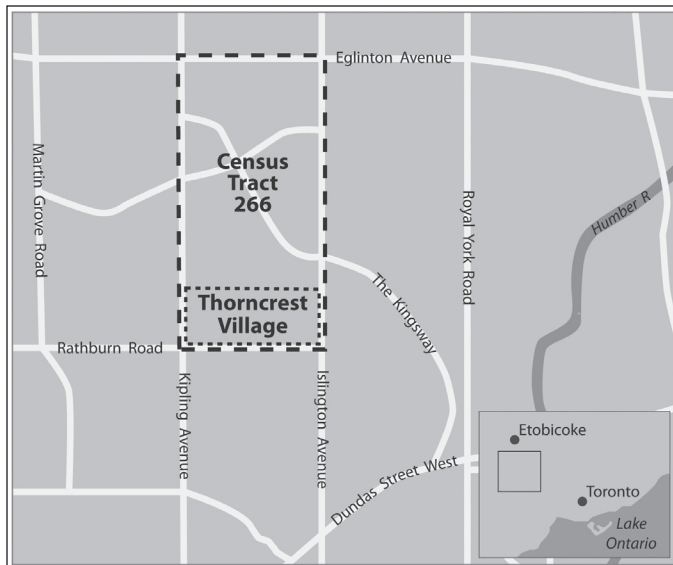 Eglinton Avenue
Martin Grove Road
Census
Tract
266
Royal York Road
Humber R
The Kingsway
Thorncrest
Village
Rathburn Road
Kipling Avenue
Islington Avenue
Dundas Street West
Etobicoke
Toronto
Lake
Ontario